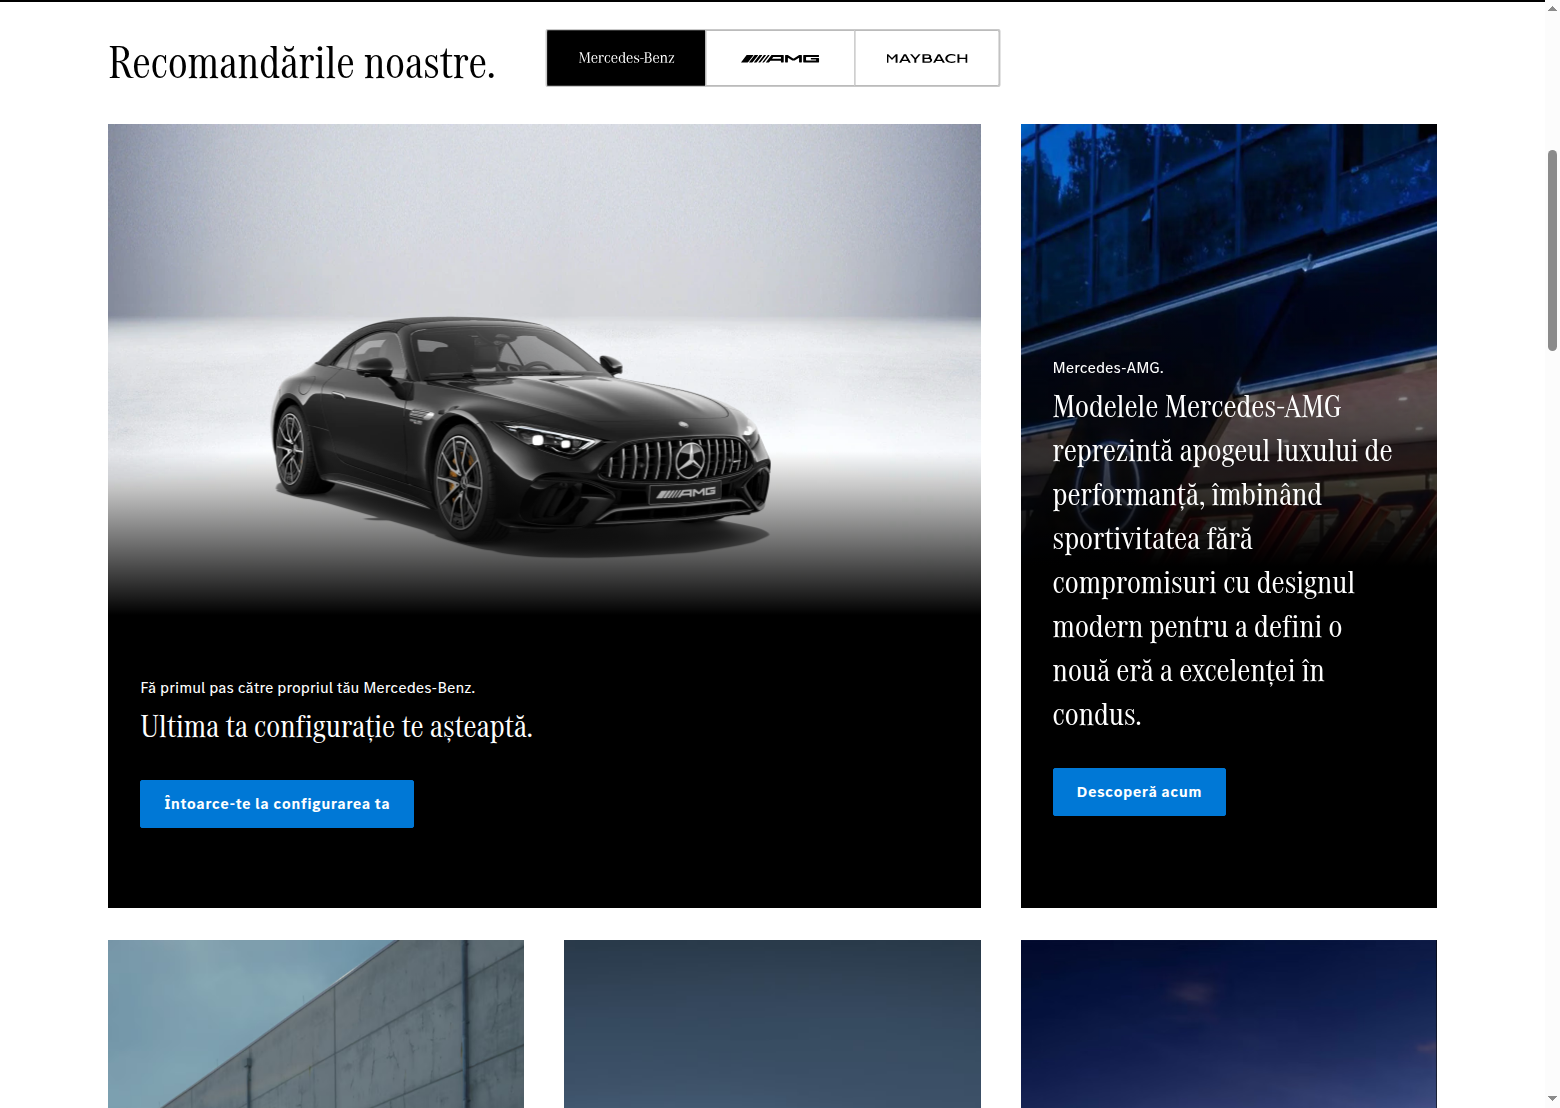 Recomandările noastre.
Mercedes-Benz
AMG
MAYBACH
AMG
Fă primul pas către propriul tău Mercedes-Benz.
Ultima ta configurație te așteaptă.
Întoarce-te la configurarea ta
Mercedes-AMG.
Modelele Mercedes-AMG
reprezintă apogeul luxului de
performanță, îmbinând
sportivitatea fără
compromisuri cu designul
modern pentru a defini o
nouă eră a excelenței în
condus.
Descoperă acum